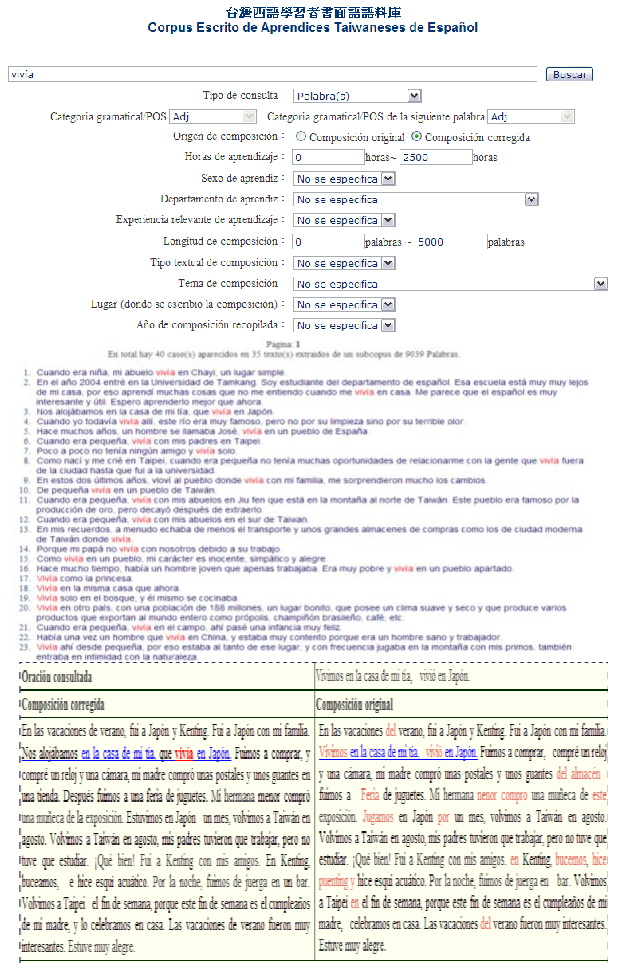 台灣西語學習者書面語語料庫
Corpus Escrito de Aprendices Taiwaneses de Español
vivía Buscar
Tipo de consulta Palabra(s)
Categoría gramatical/POS Adj Categoría gramatical/POS de la siguiente palabra Adj
Origen de composición： Composición original Composición corregida
Horas de aprendizaje： 0 horas~ 2500 horas
Sexo de aprendiz： No se especifica
Departamento de aprendiz： No se especifica
Experiencia relevante de aprendizaje： No se especifica
Longitud de composición： 0 palabras ~ 5000 palabras
Tipo textual de composición： No se especifica
Tema de composición No se especifica
Lugar (donde se escribio la composición)： No se especifica
Año de composición recopilada： No se especifica
Pagina: 1
En total hay 40 caso(s) aparecidos en 35 texto(s) extraídos de un subcopus de 9039 Palabras.
1. Cuando era niña, mi abuelo vivía en Chayi, un lugar simple.
2. En el año 2004 entré en la Universidad de Tamkang. Soy estudiante del departamento de español. Esa escuela está muy muy lejos
de mi casa, por eso aprendí muchas cosas que no me entiendo cuando me vivía en casa. Me parece que el español es muy
interesante y útil. Espero aprenderlo mejor que ahora.
3. Nos alojábamos en la casa de mi tía, que vivía en Japón.
4. Cuando yo todavía vivía allí, este río era muy famoso, pero no por su limpieza sino por su terrible olor.
5. Hace muchos años, un hombre se llamaba José, vivía en un pueblo de España.
6. Cuando era pequeña, vivía con mis padres en Taipei.
7. Poco a poco no tenía ningún amigo y vivía solo.
8. Como nací y me crié en Taipei, cuando era pequeña no tenía muchas oportunidades de relacionarme con la gente que vivía fuera
de la ciudad hasta que fui a la universidad
9. En estos dos últimos años, vloví al pueblo donde vivía con mi familia, me sorprendieron mucho los cambios.
10. De pequeña vivía en un pueblo de Taiwán.
11. Cuando era pequeña, vivía con mis abuelos en Jiu fen que está en la montaña al norte de Taiwán. Este pueblo era famoso por la
producción de oro, pero decayó después de extraerlo.
12. Cuando era pequeña, vivía con mis abuelos en el sur de Taiwan.
13. En mis recuerdos, a menudo echaba de menos el transporte y unos grandes almacenes de compras como los de ciudad moderna
de Taiwán donde vivía.
14. Porque mi papá no vivía con nosotros debido a su trabajo.
15. Como vivía en un pueblo, mi carácter es inocente, simpático y alegre.
16. Hace mucho tiempo, había un hombre joven que apenas trabajaba. Era muy pobre y vivía en un pueblo apartado.
17. Vivía como la princesa.
18. Vivía en la misma casa que ahora.
19. Vivía solo en el bosque, y él mismo se cocinaba.
20. Vivía en otro país, con una población de 188 millones, un lugar bonito, que posee un clima suave y seco y que produce varios
productos que exportan al mundo entero como própolis, champiñón brasileño, café, etc.
21. Cuando era pequeña, vivía en el campo, ahí pasé una infancia muy feliz.
22. Había una vez un hombre que vivía en China, y estaba muy contento porque era un hombre sano y trabajador.
23. Vivía ahí desde pequeña, por eso estaba al tanto de ese lugar, y con frecuencia jugaba en la montaña con mis primos, también
entraba en intimidad con la naturaleza.
Oración consultada Vivimos en la casa de mi tía, vivió en Japón.
Composición corregida Composición original
En las vacaciones de verano, fui a Japón y Kenting. Fui a Japón con mi familia.
Nos alojábamos en la casa de mi tía, que vivía en Japón. Fuimos a comprar, y
compré un reloj y una cámara, mi madre compró unas postales y unos guantes en
una tienda. Después fuimos a una feria de juguetes. Mi hermana menor compró
una muñeca de la exposición. Estuvimos en Japón un mes, volvimos a Taiwán en
agosto. Volvimos a Taiwán en agosto, mis padres tuvieron que trabajar, pero no
tuve que estudiar. ¡Qué bien! Fui a Kenting con mis amigos. En Kenting,
buceamos, e hice esquí acuático. Por la noche, fuimos de juerga en un bar.
Volvimos a Taipei el fin de semana, porque este fin de semana es el cumpleaños
de mi madre, y lo celebramos en casa. Las vacaciones de verano fueron muy
interesantes. Estuve muy alegre.
En las vacaciones del verano, fui a Japón y Kenting. Fui a Japón con mi familia.
Vivimos en la casa de mi tía, vivió en Japón. Fuimos a comprar, compré un reloj
y una cámara, mi madre compró unos postales y unos guantes del almacén
fuimos a Feria de juguetes. Mi hermana nenor compro una muñeca de este
exposición. Jugamos en Japón por un mes, volvimos a Taiwán en agosto.
Volvimos a Taiwán en agosto, mis padres tuvieron que trabajar, pero no tuve que
estudiar. ¡Qué bien! Fui a Kenting con mis amigos. en Kenting, bucemos, hice
puenting y hice esqui acuático. Por la noche, fuimos de juerga en bar. Volvimos
a Taipei en el fin de semana, porque este fin de semana es el cumpleaños de mi
madre, celebramos en casa. Las vacaciones del verano fueron muy interesantes.
Estuve muy alegre.